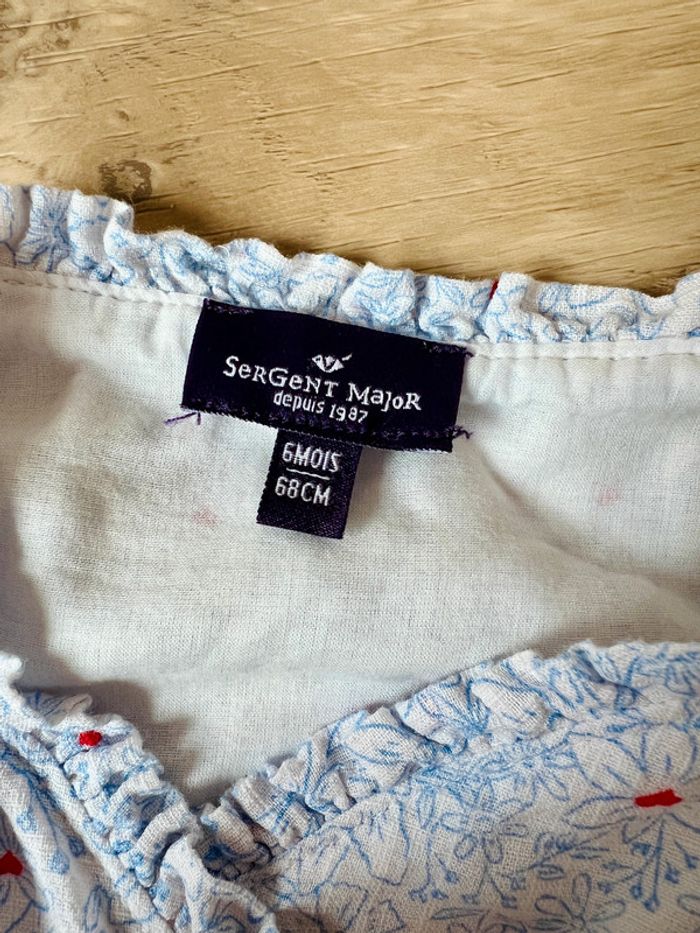 SeRGeNT MaJoR
depuis 1987
6MOIS
68CM